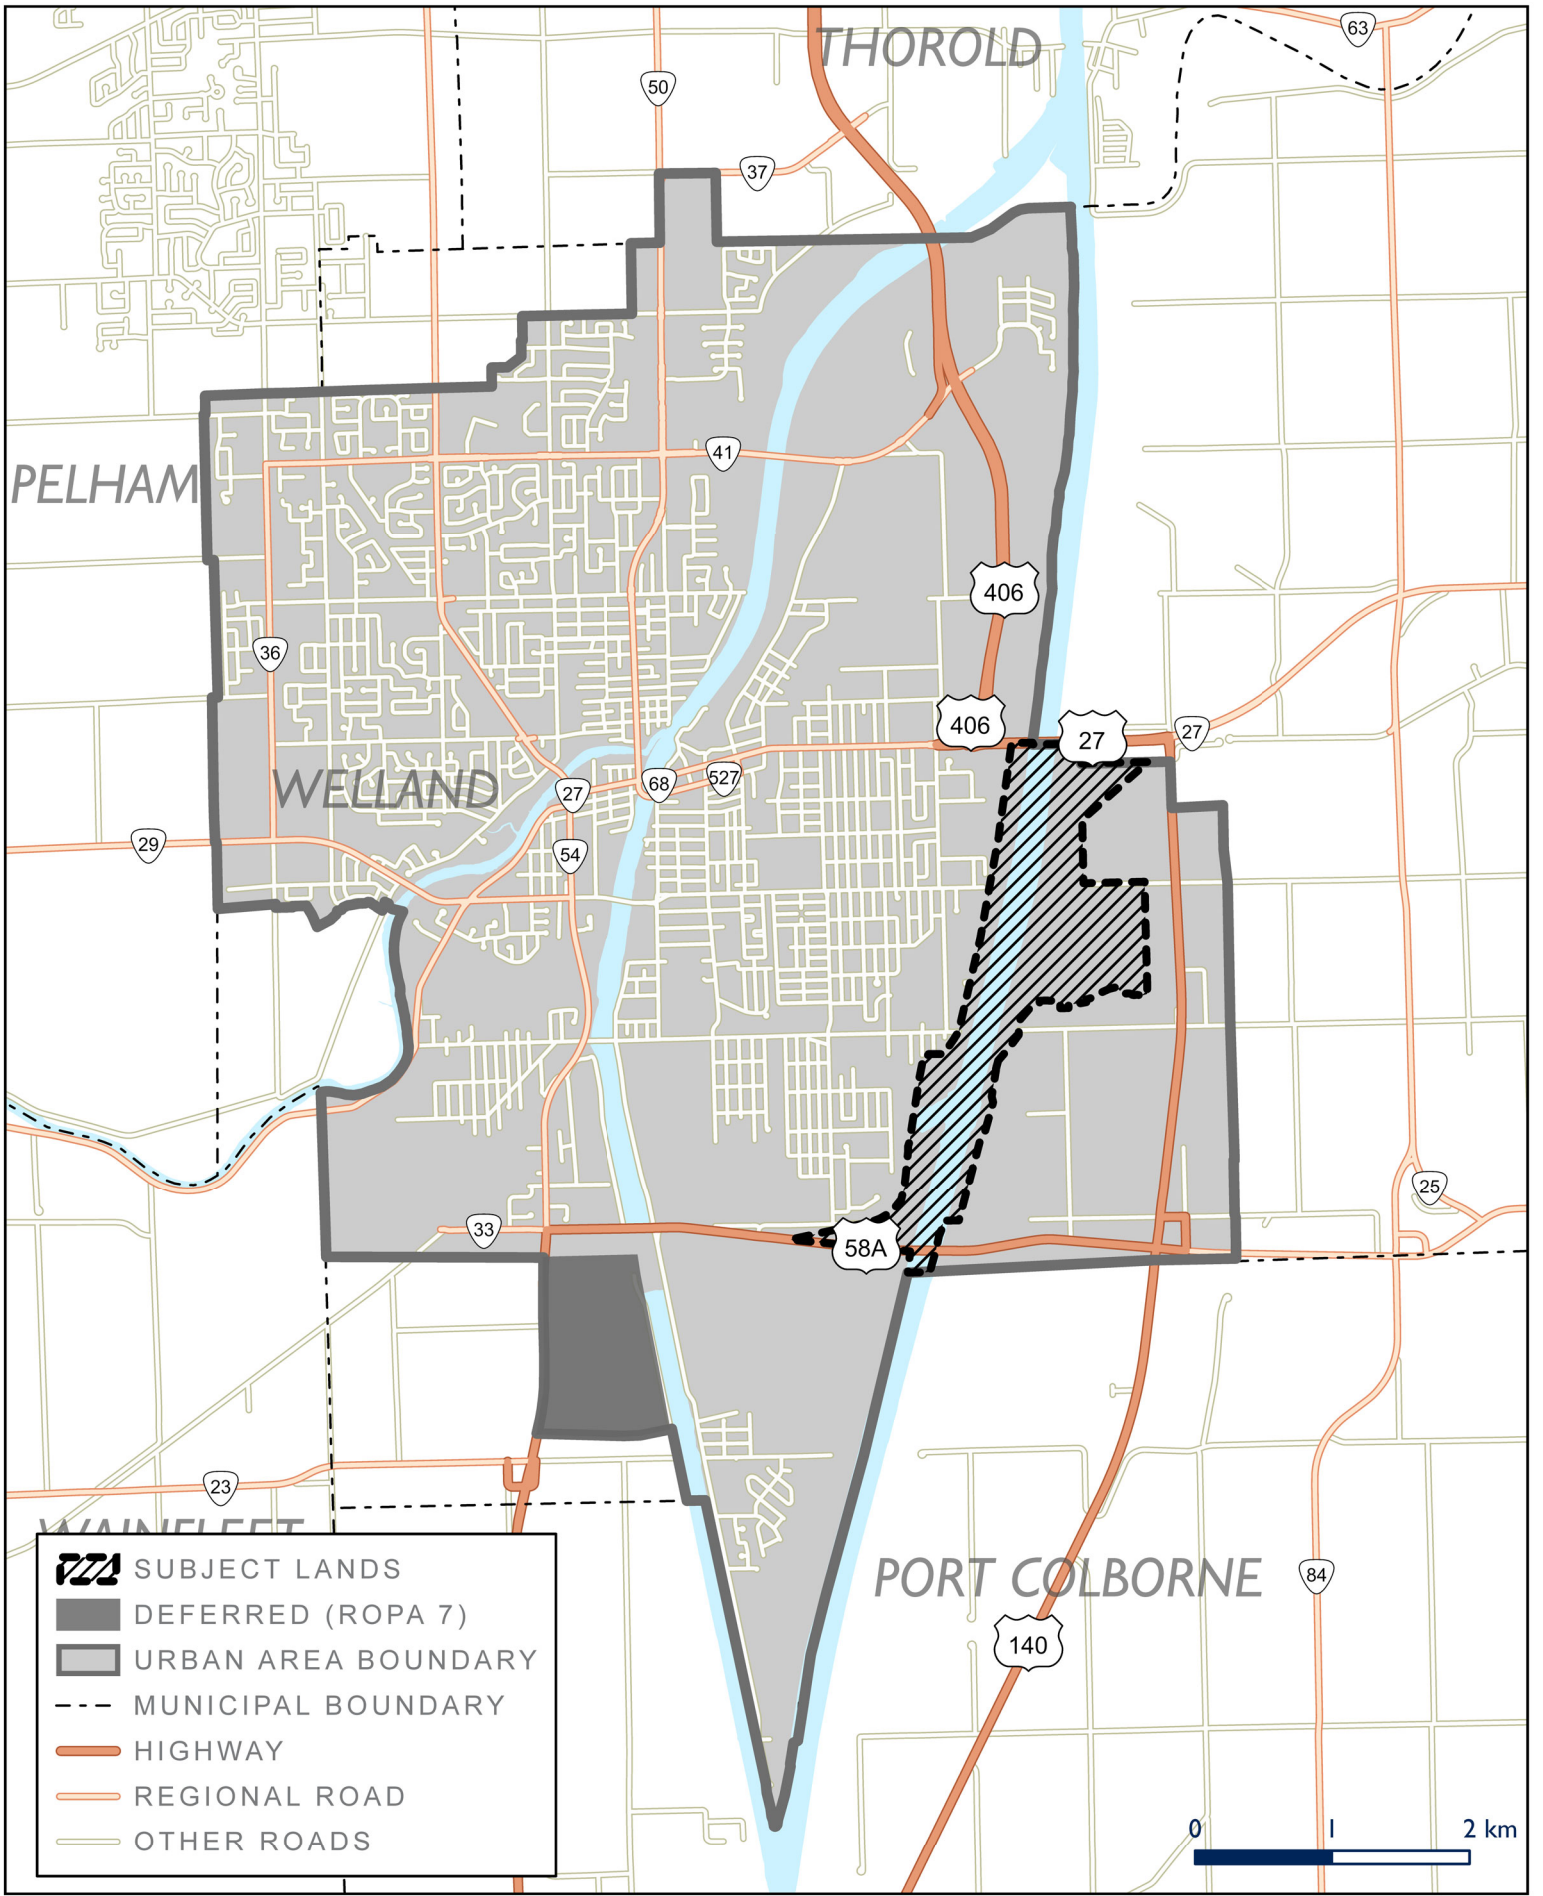 THOROLD
63
50
37
41
PELHAM
406
36
406
27
27
WELLAND
27
68
527
29
54
25
33
58A
23
WAINFLEET
PORT COLBORNE
84
140
SUBJECT LANDS
DEFERRED (ROPA 7)
URBAN AREA BOUNDARY
MUNICIPAL BOUNDARY
HIGHWAY
REGIONAL ROAD
OTHER ROADS
0 1 2 km